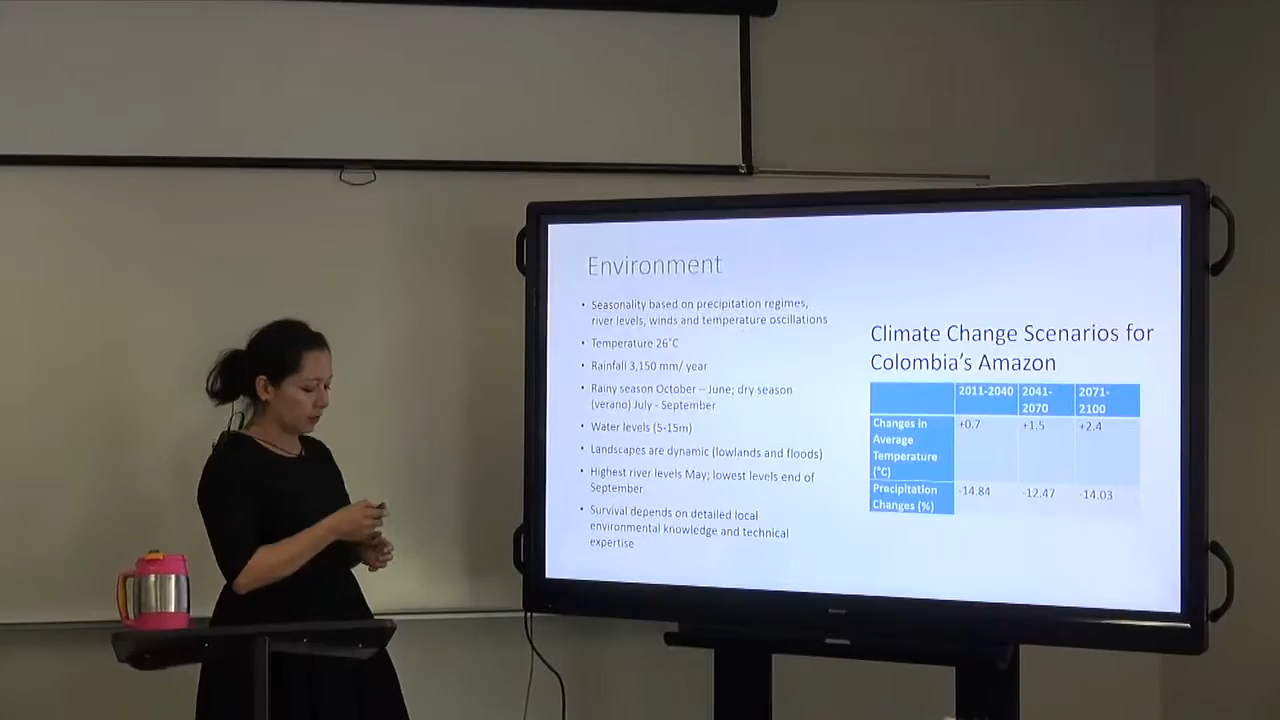 Environment
• Seasonality based on precipitation regimes,
river levels, winds and temperature oscillations
• Temperature 26°C
• Rainfall 3,150 mm/ year
• Rainy season October – June; dry season
(verano) July - September
• Water levels (5-15m)
• Landscapes are dynamic (lowlands and floods)
• Highest river levels May; lowest levels end of
September
• Survival depends on detailed local
environmental knowledge and technical
expertise
Climate Change Scenarios for
Colombia's Amazon
2011-2040 2041- 2071-
2070 2100
Changes in +0.7 +1.5 +2.4
Average
Temperature
(°C)
Precipitation -14.84 -12.47 -14.03
Changes (%)